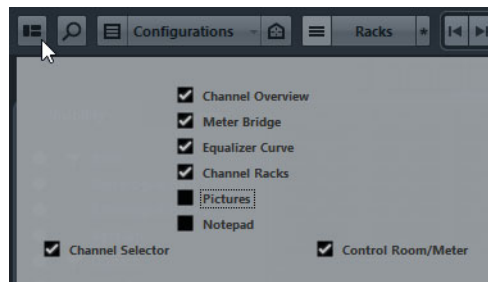 Configurations
Racks
Channel Overview
Meter Bridge
Equalizer Curve
Channel Racks
Pictures
Notepad
Channel Selector
Control Room/Meter